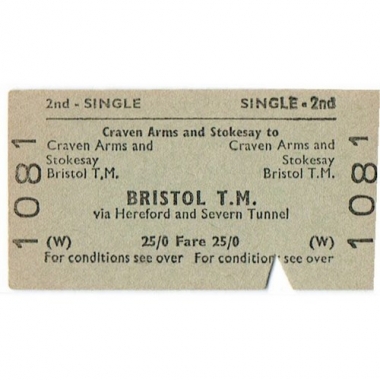 2nd - SINGLE SINGLE - 2nd
Craven Arms and Stokesay to
Craven Arms and Craven Arms and
Stokesay Stokesay
Bristol T.M. Bristol T.M.
BRISTOL T.M.
via Hereford and Severn Tunnel
(W) 25/0 Fare 25/0 (W)
For conditions see over For condition see over
1081
1081